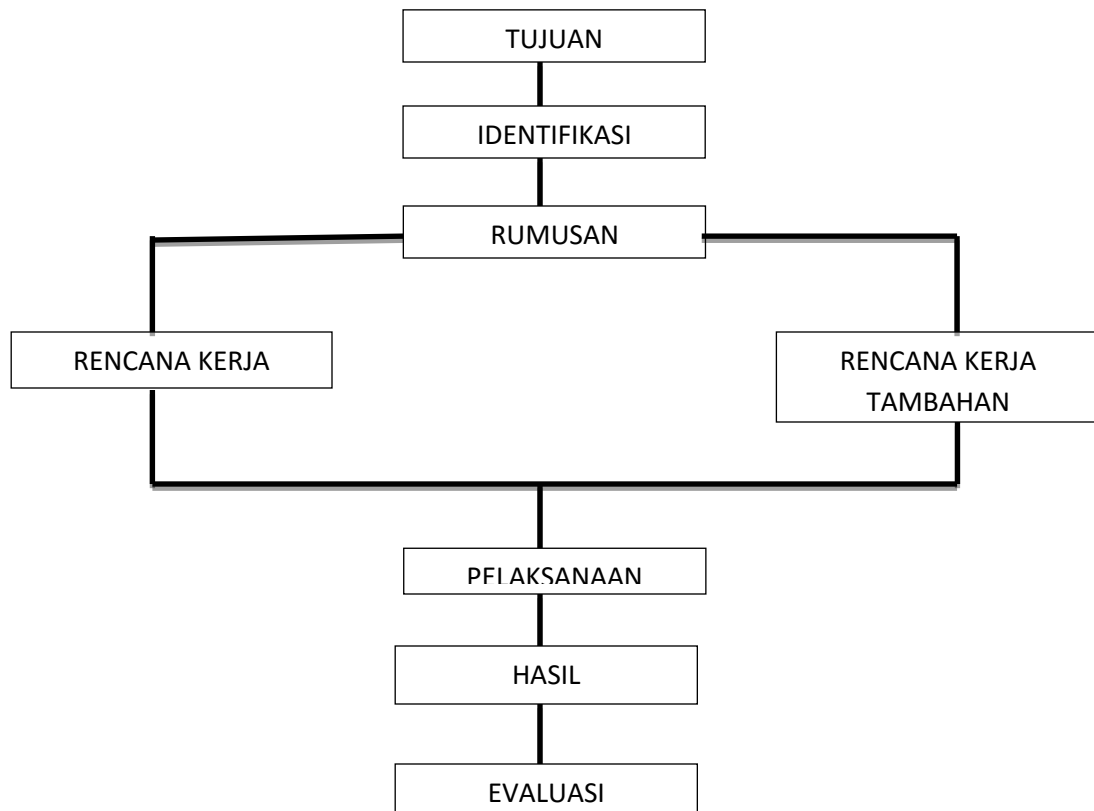 TUJUAN
IDENTIFIKASI
RUMUSAN
RENCANA KERJA
RENCANA KERJA
TAMBAHAN
PELAKSANAAN
HASIL
EVALUASI